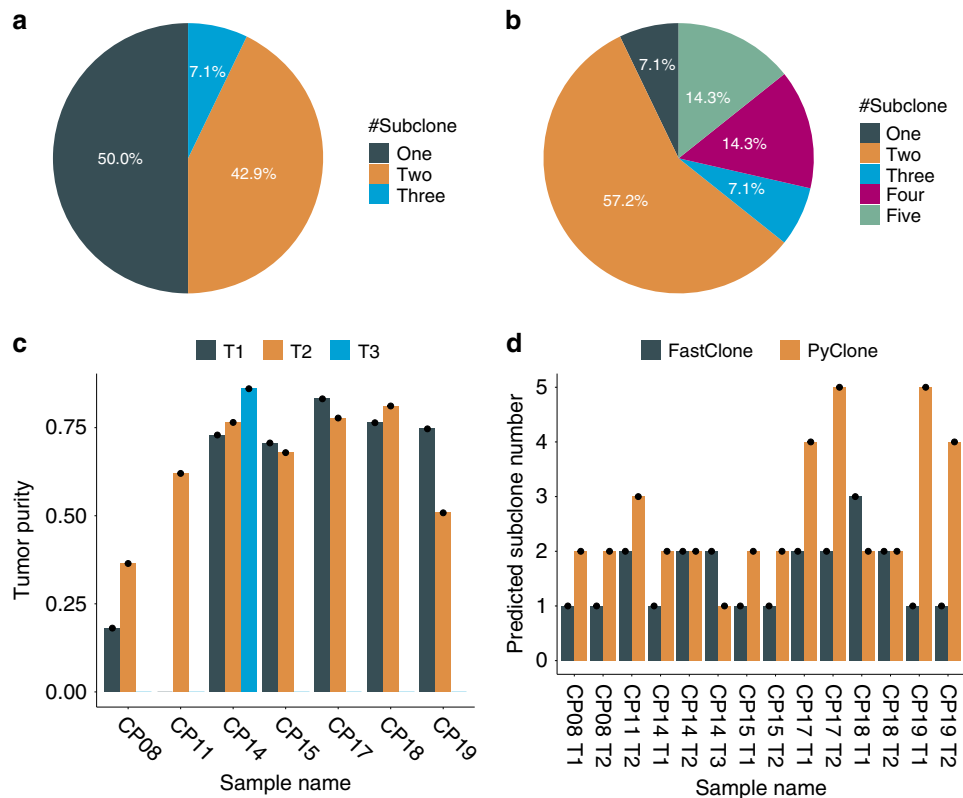 a
7.1%
50.0%
42.9%
#Subclone
One
Two
Three
b
7.1%
14.3%
14.3%
7.1%
57.2%
#Subclone
One
Two
Three
Four
Five
c
T1 T2 T3
Tumor purity
0.75
0.50
0.25
0.00
CP08 CP11 CP14 CP15 CP17 CP18 CP19
Sample name
d
FastClone PyClone
Predicted subclone number
5
4
3
2
1
0
CP08 T1
CP08 T2
CP11 T2
CP14 T1
CP14 T2
CP14 T3
CP15 T1
CP15 T2
CP17 T1
CP17 T2
CP18 T1
CP18 T2
CP19 T1
CP19 T2
Sample name